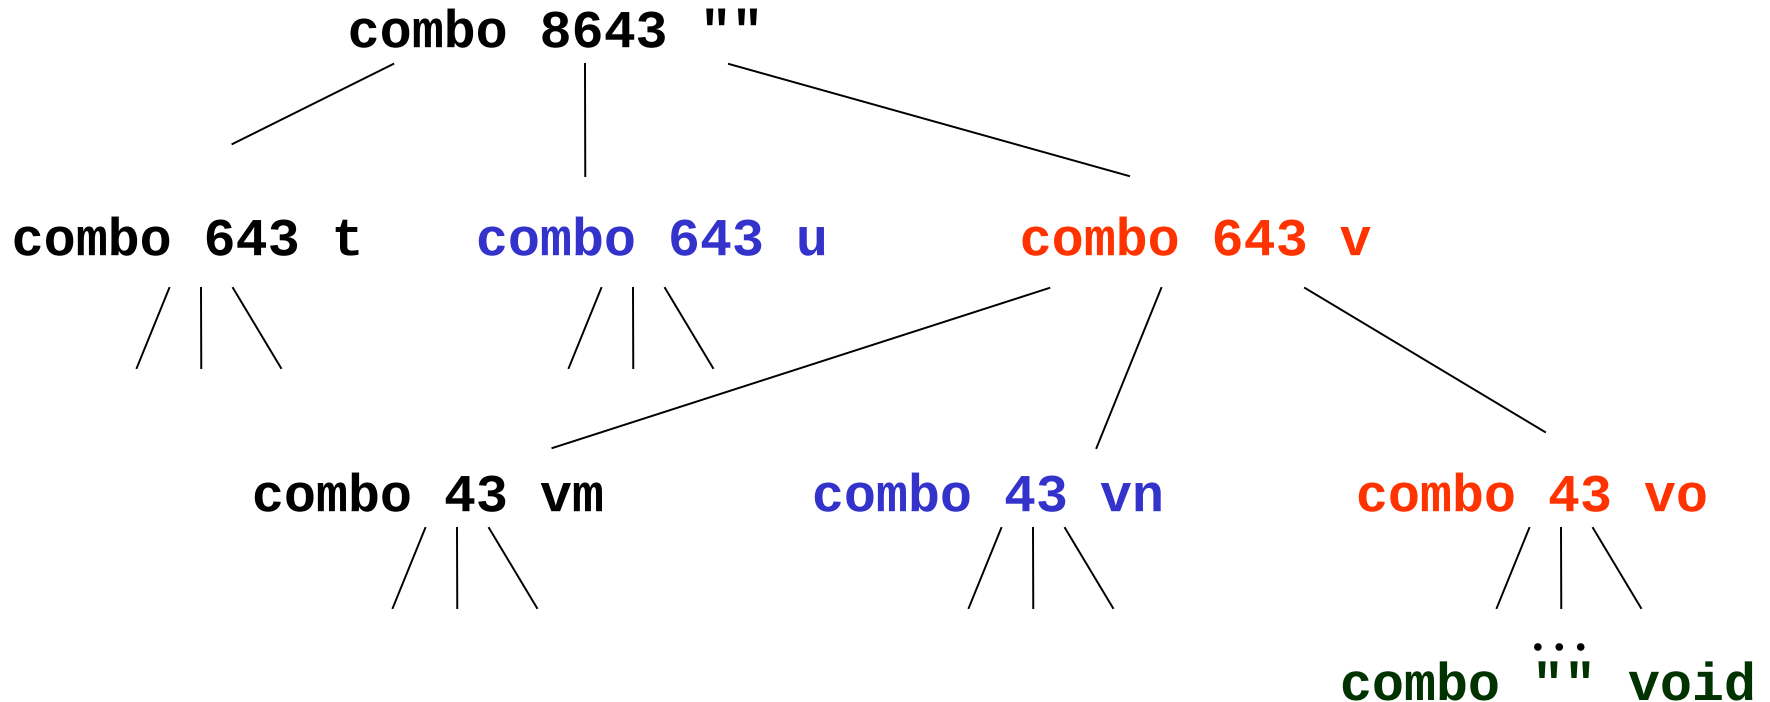 combo 8643 ""
combo 643 t combo 643 u combo 643 v
combo 43 vm combo 43 vn combo 43 vo
...
combo "" void